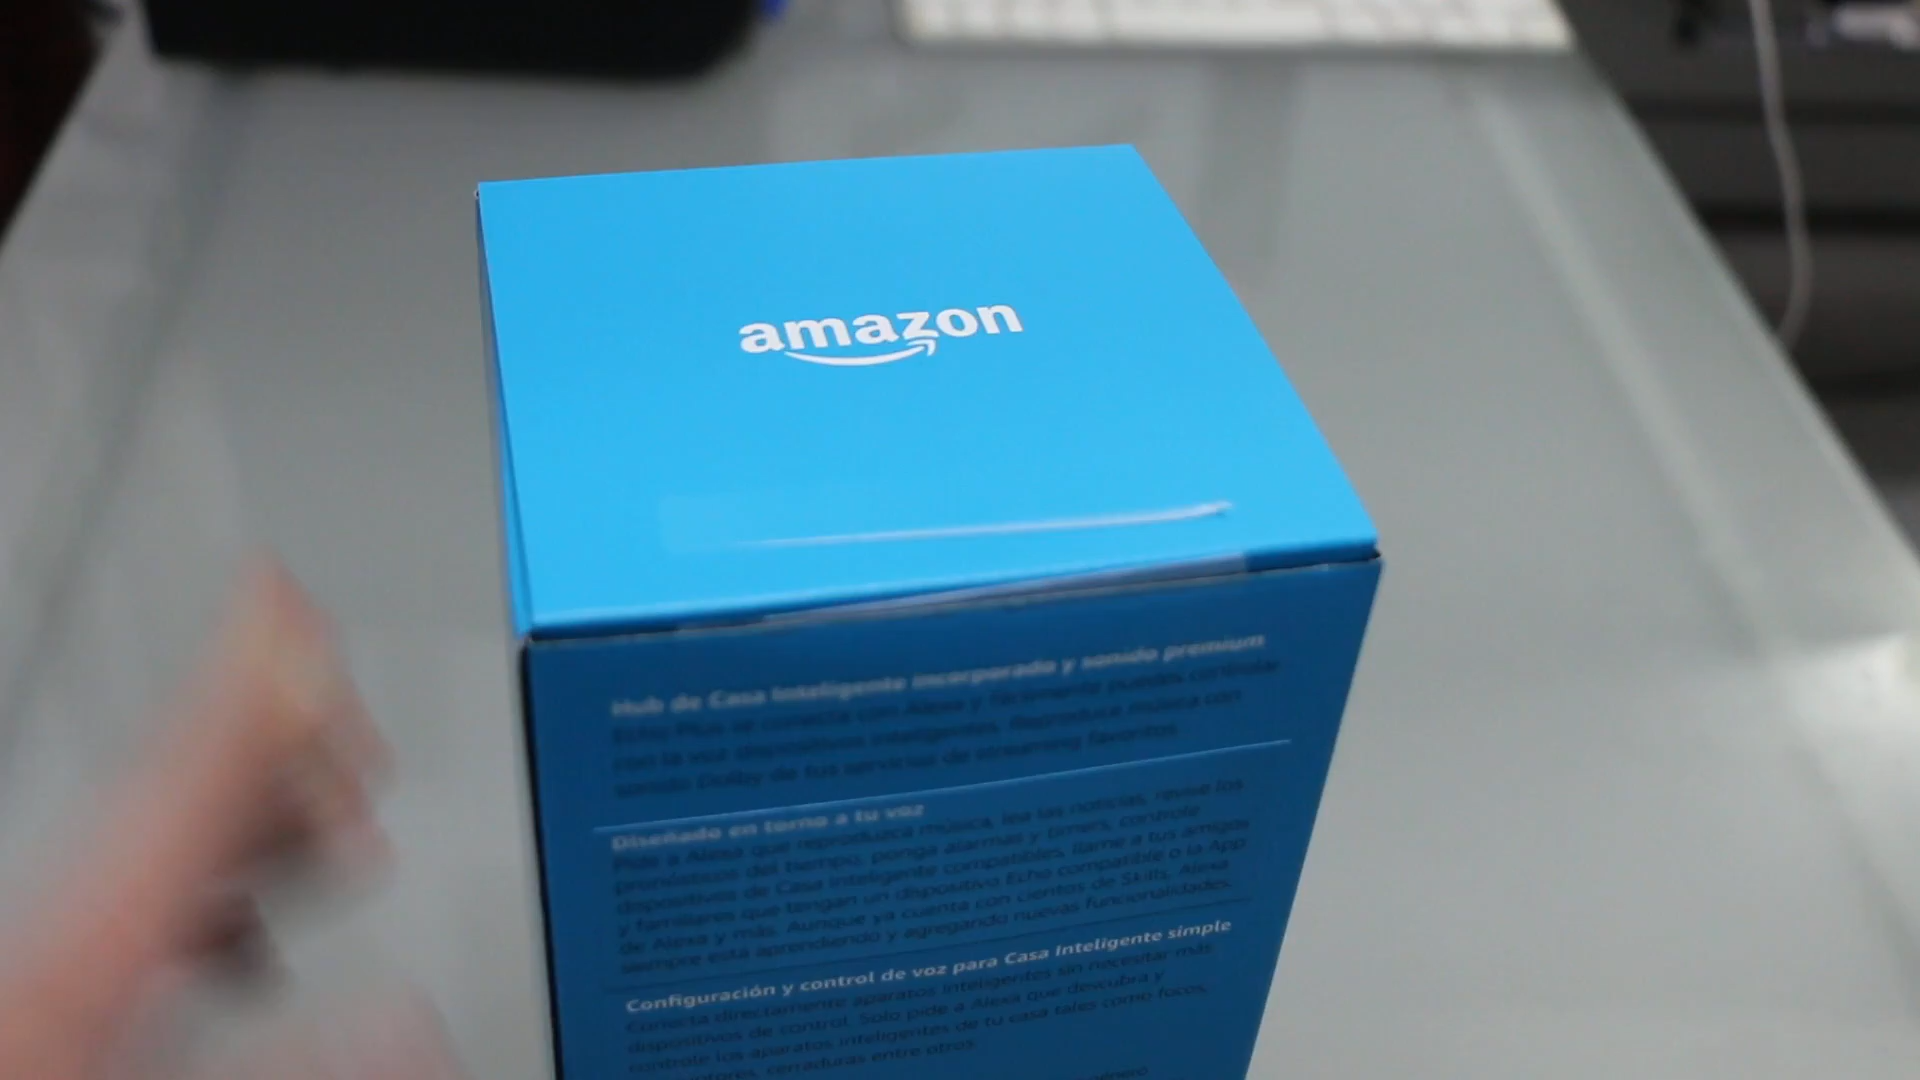 amazon
Hub de Casa Inteligente incorporado y sonido premium
Echo Plus se conecta con Alexa y fácilmente puedes controlar
con la voz dispositivos inteligentes. Reproduce música con
sonido Dolby de tus servicios de streaming favoritos.
Diseñado en torno a tu voz
Pide a Alexa que reproduzca música, lea las noticias, revise los
pronósticos del tiempo, ponga alarmas y timers, controle
dispositivos de Casa Inteligente compatibles, llame a tus amigos
y familiares que tengan un dispositivo Echo compatible o la App
de Alexa y más. Aunque ya cuenta con cientos de Skills, Alexa
siempre está aprendiendo y agregando nuevas funcionalidades.
Configuración y control de voz para Casa Inteligente simple
Conecta directamente aparatos inteligentes sin necesitar más
dispositivos de control. Solo pide a Alexa que descubra y
controle los aparatos inteligentes de tu casa tales como focos,
cerraduras entre otros.